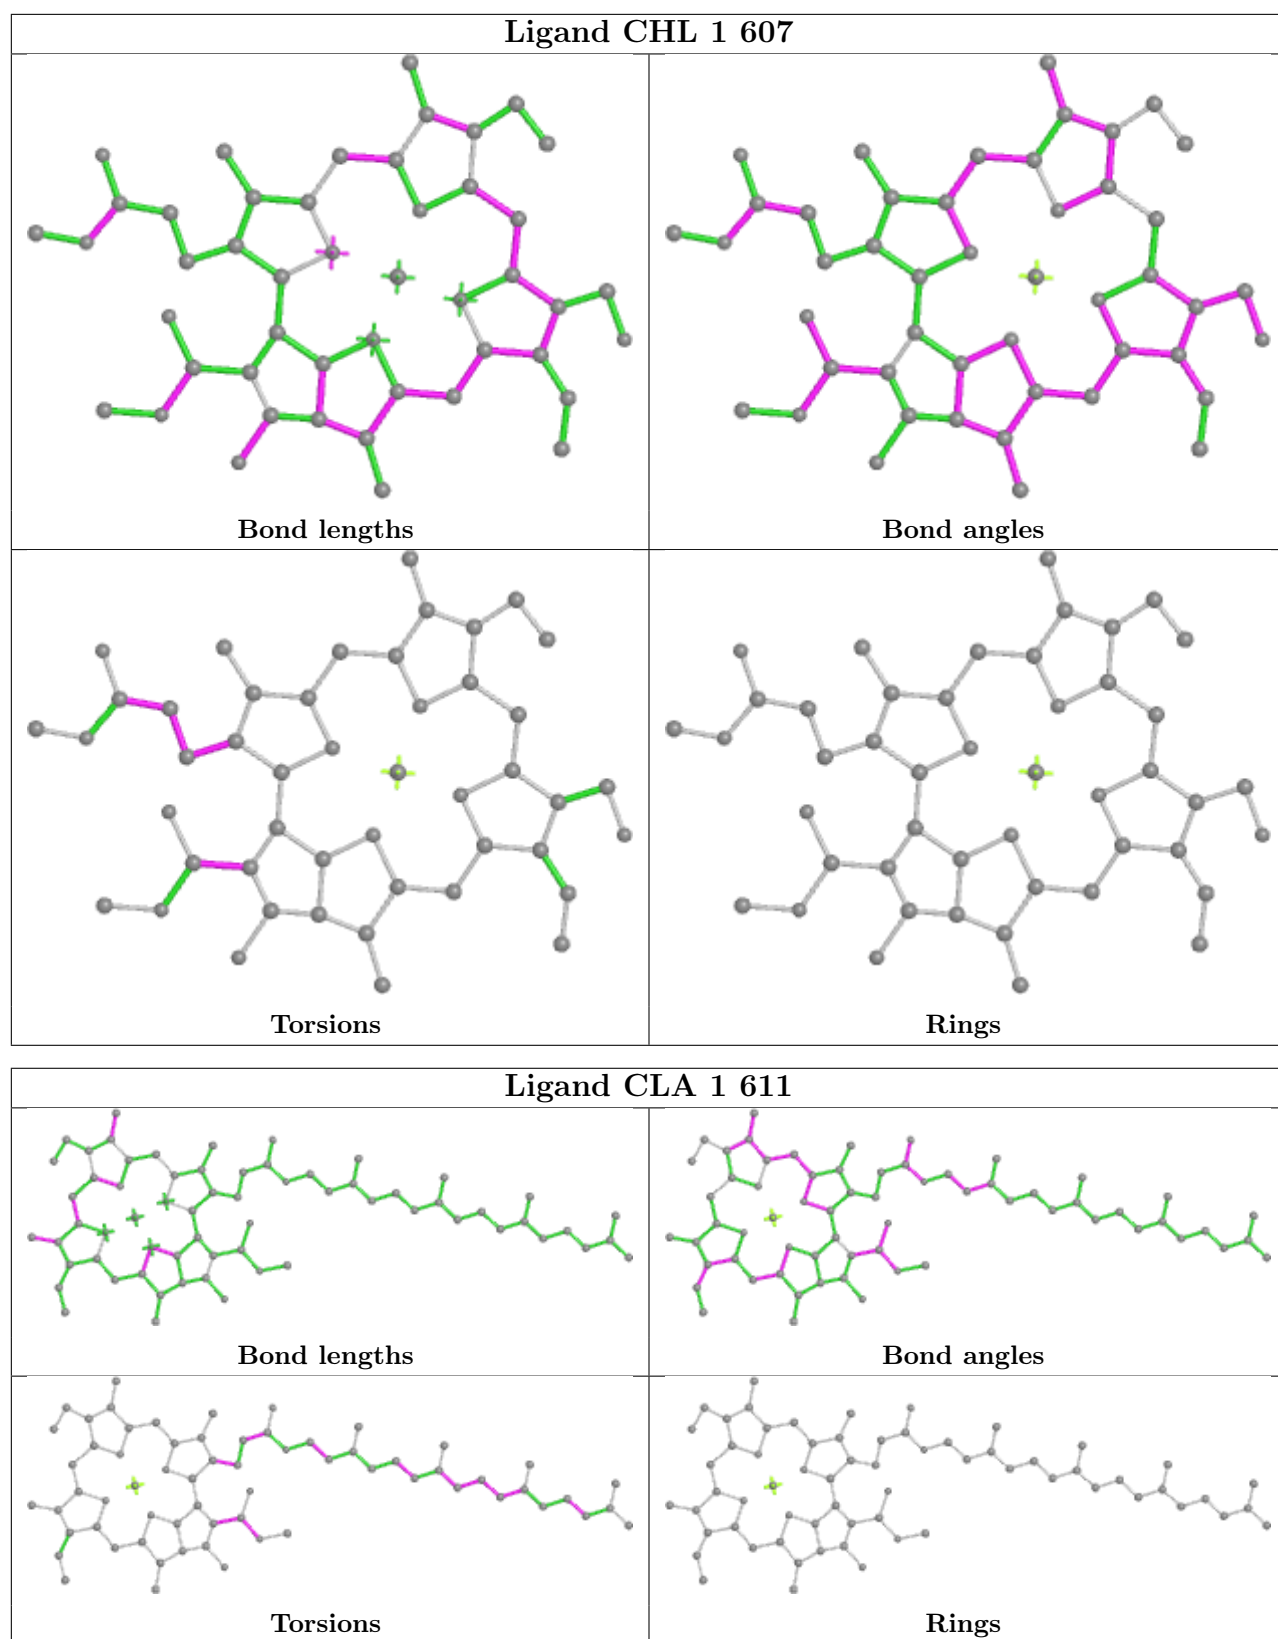 Ligand CHL 1 607
Bond lengths
Bond angles
Torsions
Rings
Ligand CLA 1 611
Bond lengths
Bond angles
Torsions
Rings